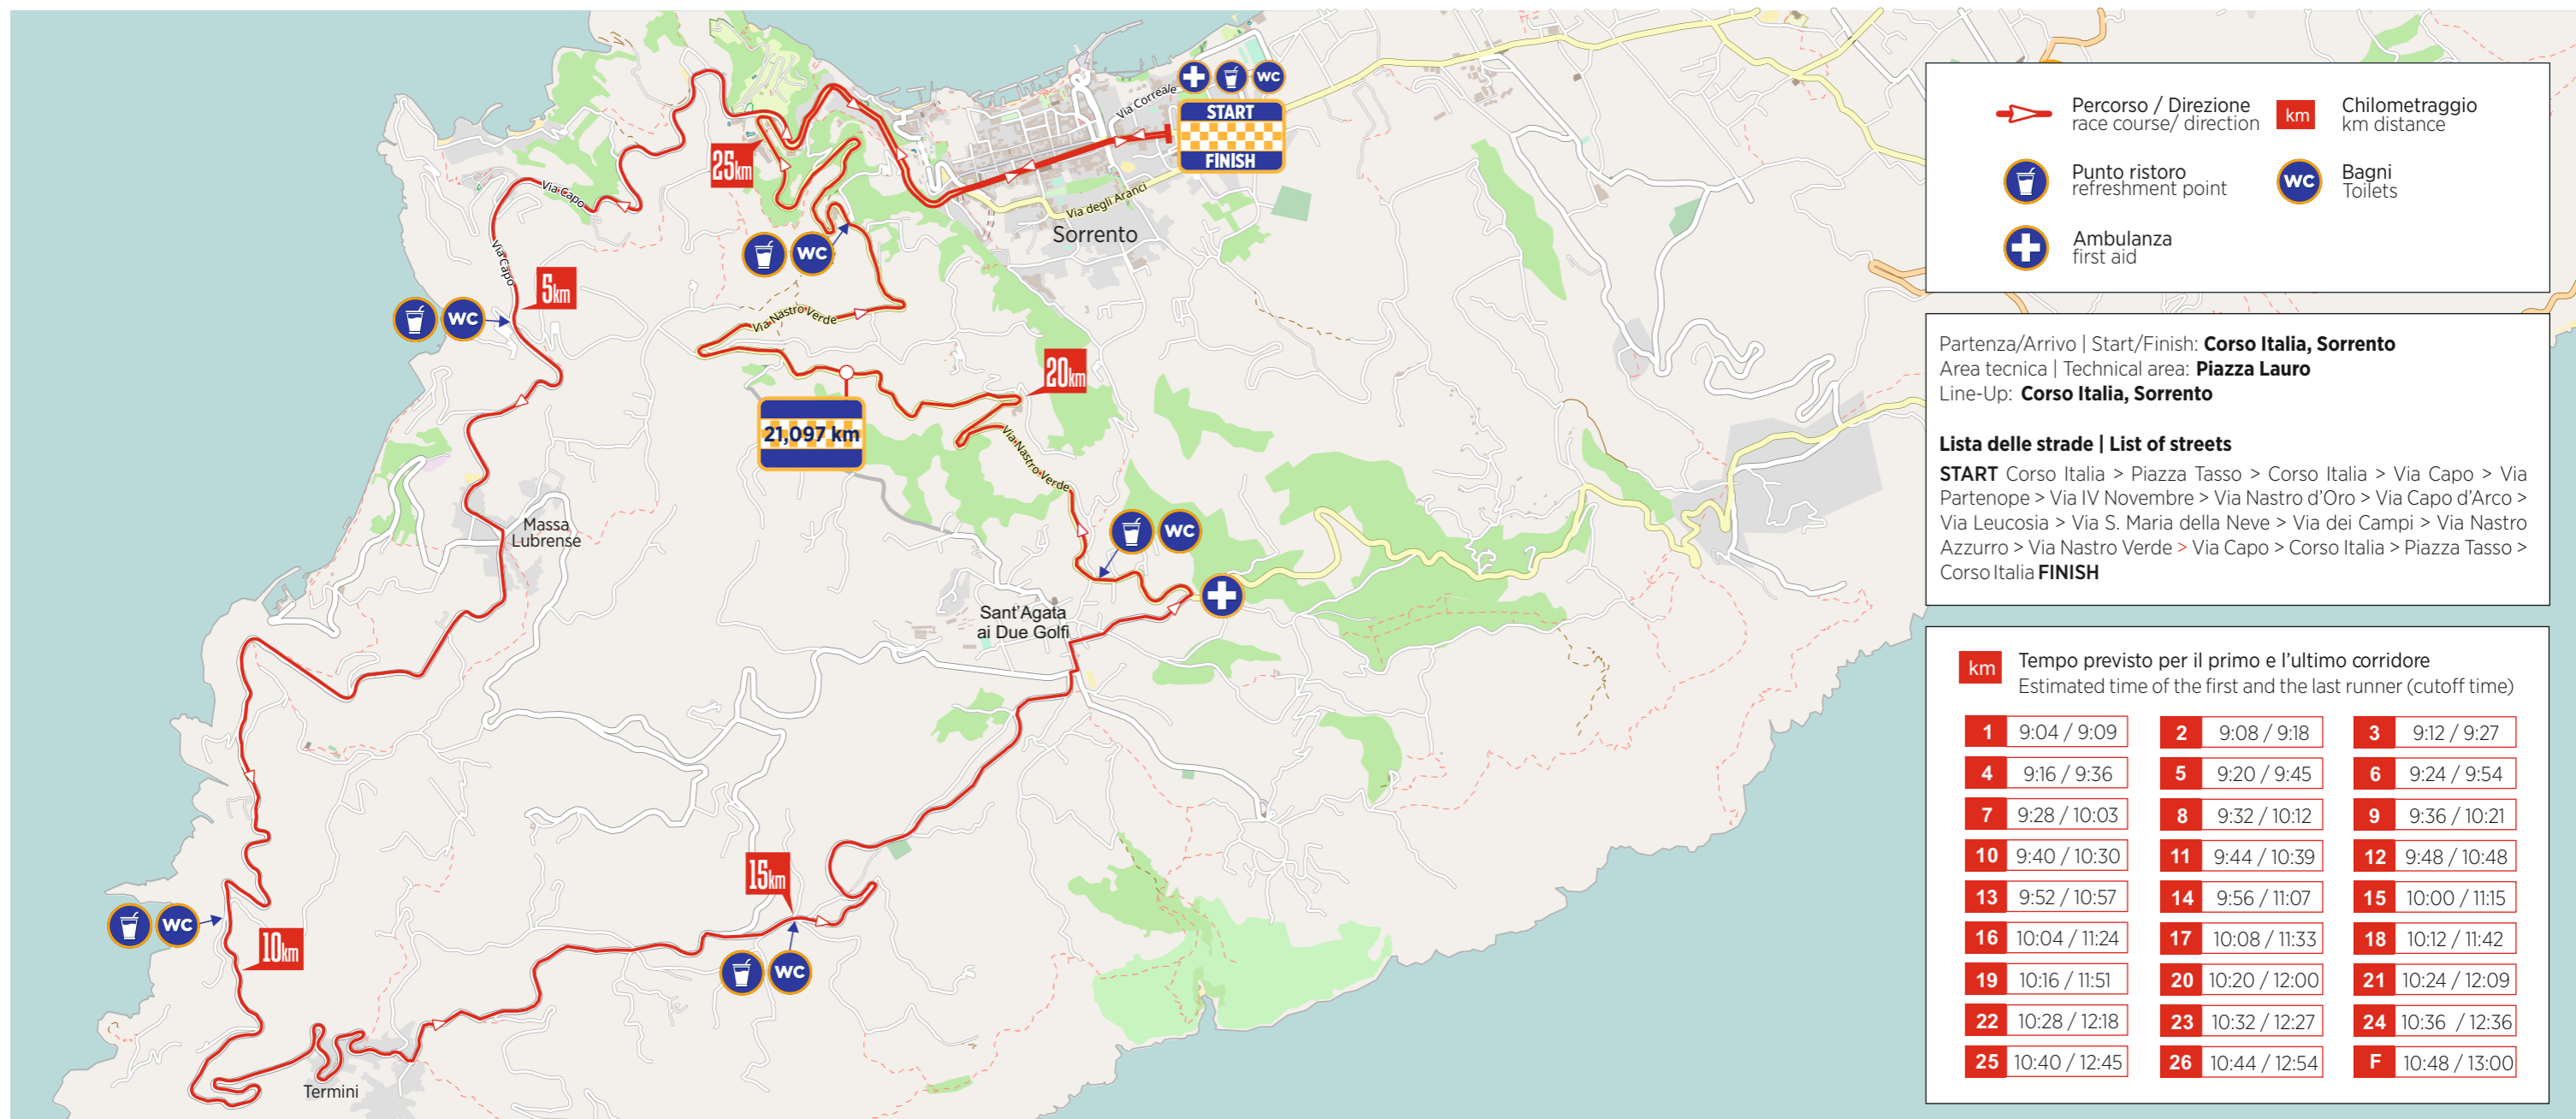 Via Correale
WC
START
FINISH
Via degli Aranci
Sorrento
25km
Via Capo
Via Capo
5km
WC
WC
Via Nastro Verde
20km
21,097 km
Via Nastro Verde
Massa
Lubrense
WC
Sant'Agata
ai Due Golfi
15km
WC
10km
WC
Termini
Percorso / Direzione
race course/ direction
km
Chilometraggio
km distance
Punto ristoro
refreshment point
WC
Bagni
Toilets
Ambulanza
first aid
Partenza/Arrivo | Start/Finish: Corso Italia, Sorrento
Area tecnica | Technical area: Piazza Lauro
Line-Up: Corso Italia, Sorrento
Lista delle strade | List of streets
START Corso Italia > Piazza Tasso > Corso Italia > Via Capo > Via
Partenope > Via IV Novembre > Via Nastro d'Oro > Via Capo d'Arco >
Via Leucosia > Via S. Maria della Neve > Via dei Campi > Via Nastro
Azzurro > Via Nastro Verde > Via Capo > Corso Italia > Piazza Tasso >
Corso Italia FINISH
km
Tempo previsto per il primo e l'ultimo corridore
Estimated time of the first and the last runner (cutoff time)
1 9:04 / 9:09 2 9:08 / 9:18 3 9:12 / 9:27
4 9:16 / 9:36 5 9:20 / 9:45 6 9:24 / 9:54
7 9:28 / 10:03 8 9:32 / 10:12 9 9:36 / 10:21
10 9:40 / 10:30 11 9:44 / 10:39 12 9:48 / 10:48
13 9:52 / 10:57 14 9:56 / 11:07 15 10:00 / 11:15
16 10:04 / 11:24 17 10:08 / 11:33 18 10:12 / 11:42
19 10:16 / 11:51 20 10:20 / 12:00 21 10:24 / 12:09
22 10:28 / 12:18 23 10:32 / 12:27 24 10:36 / 12:36
25 10:40 / 12:45 26 10:44 / 12:54 F 10:48 / 13:00